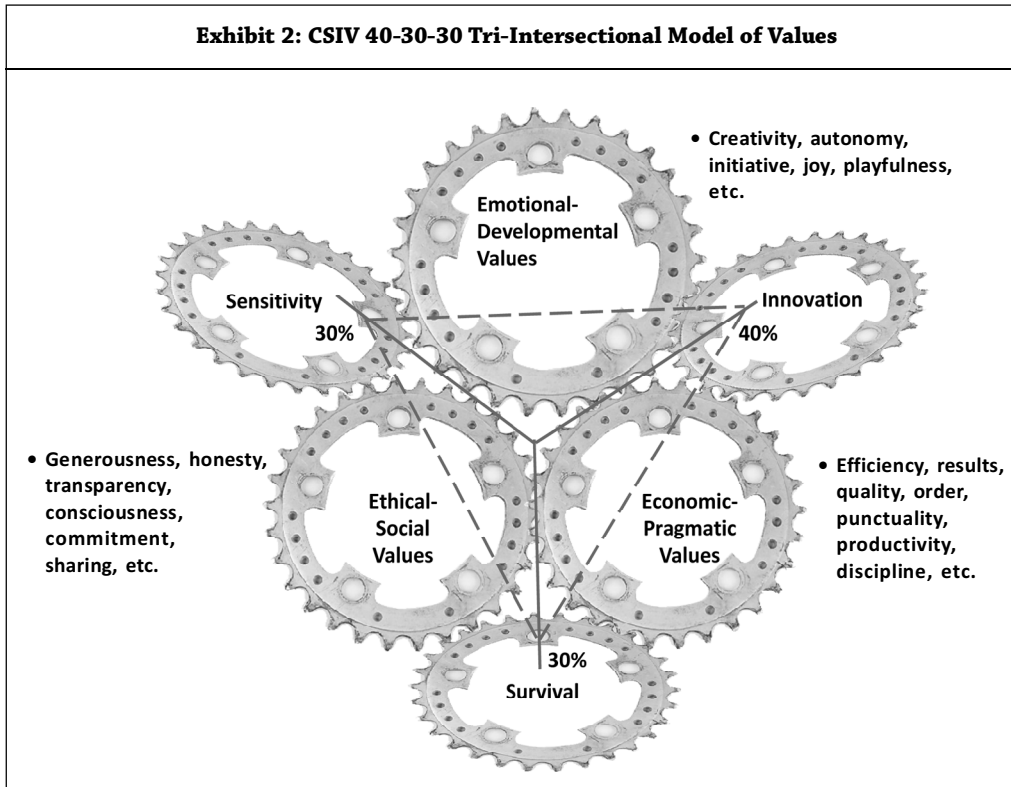 Exhibit 2: CSIV 40-30-30 Tri-Intersectional Model of Values
• Creativity, autonomy,
initiative, joy, playfulness,
etc.
Emotional-
Developmental
Values
Sensitivity
30%
Innovation
40%
• Generousness, honesty,
transparency,
consciousness,
commitment,
sharing, etc.
Ethical-
Social
Values
Economic-
Pragmatic
Values
• Efficiency, results,
quality, order,
punctuality,
productivity,
discipline, etc.
30%
Survival